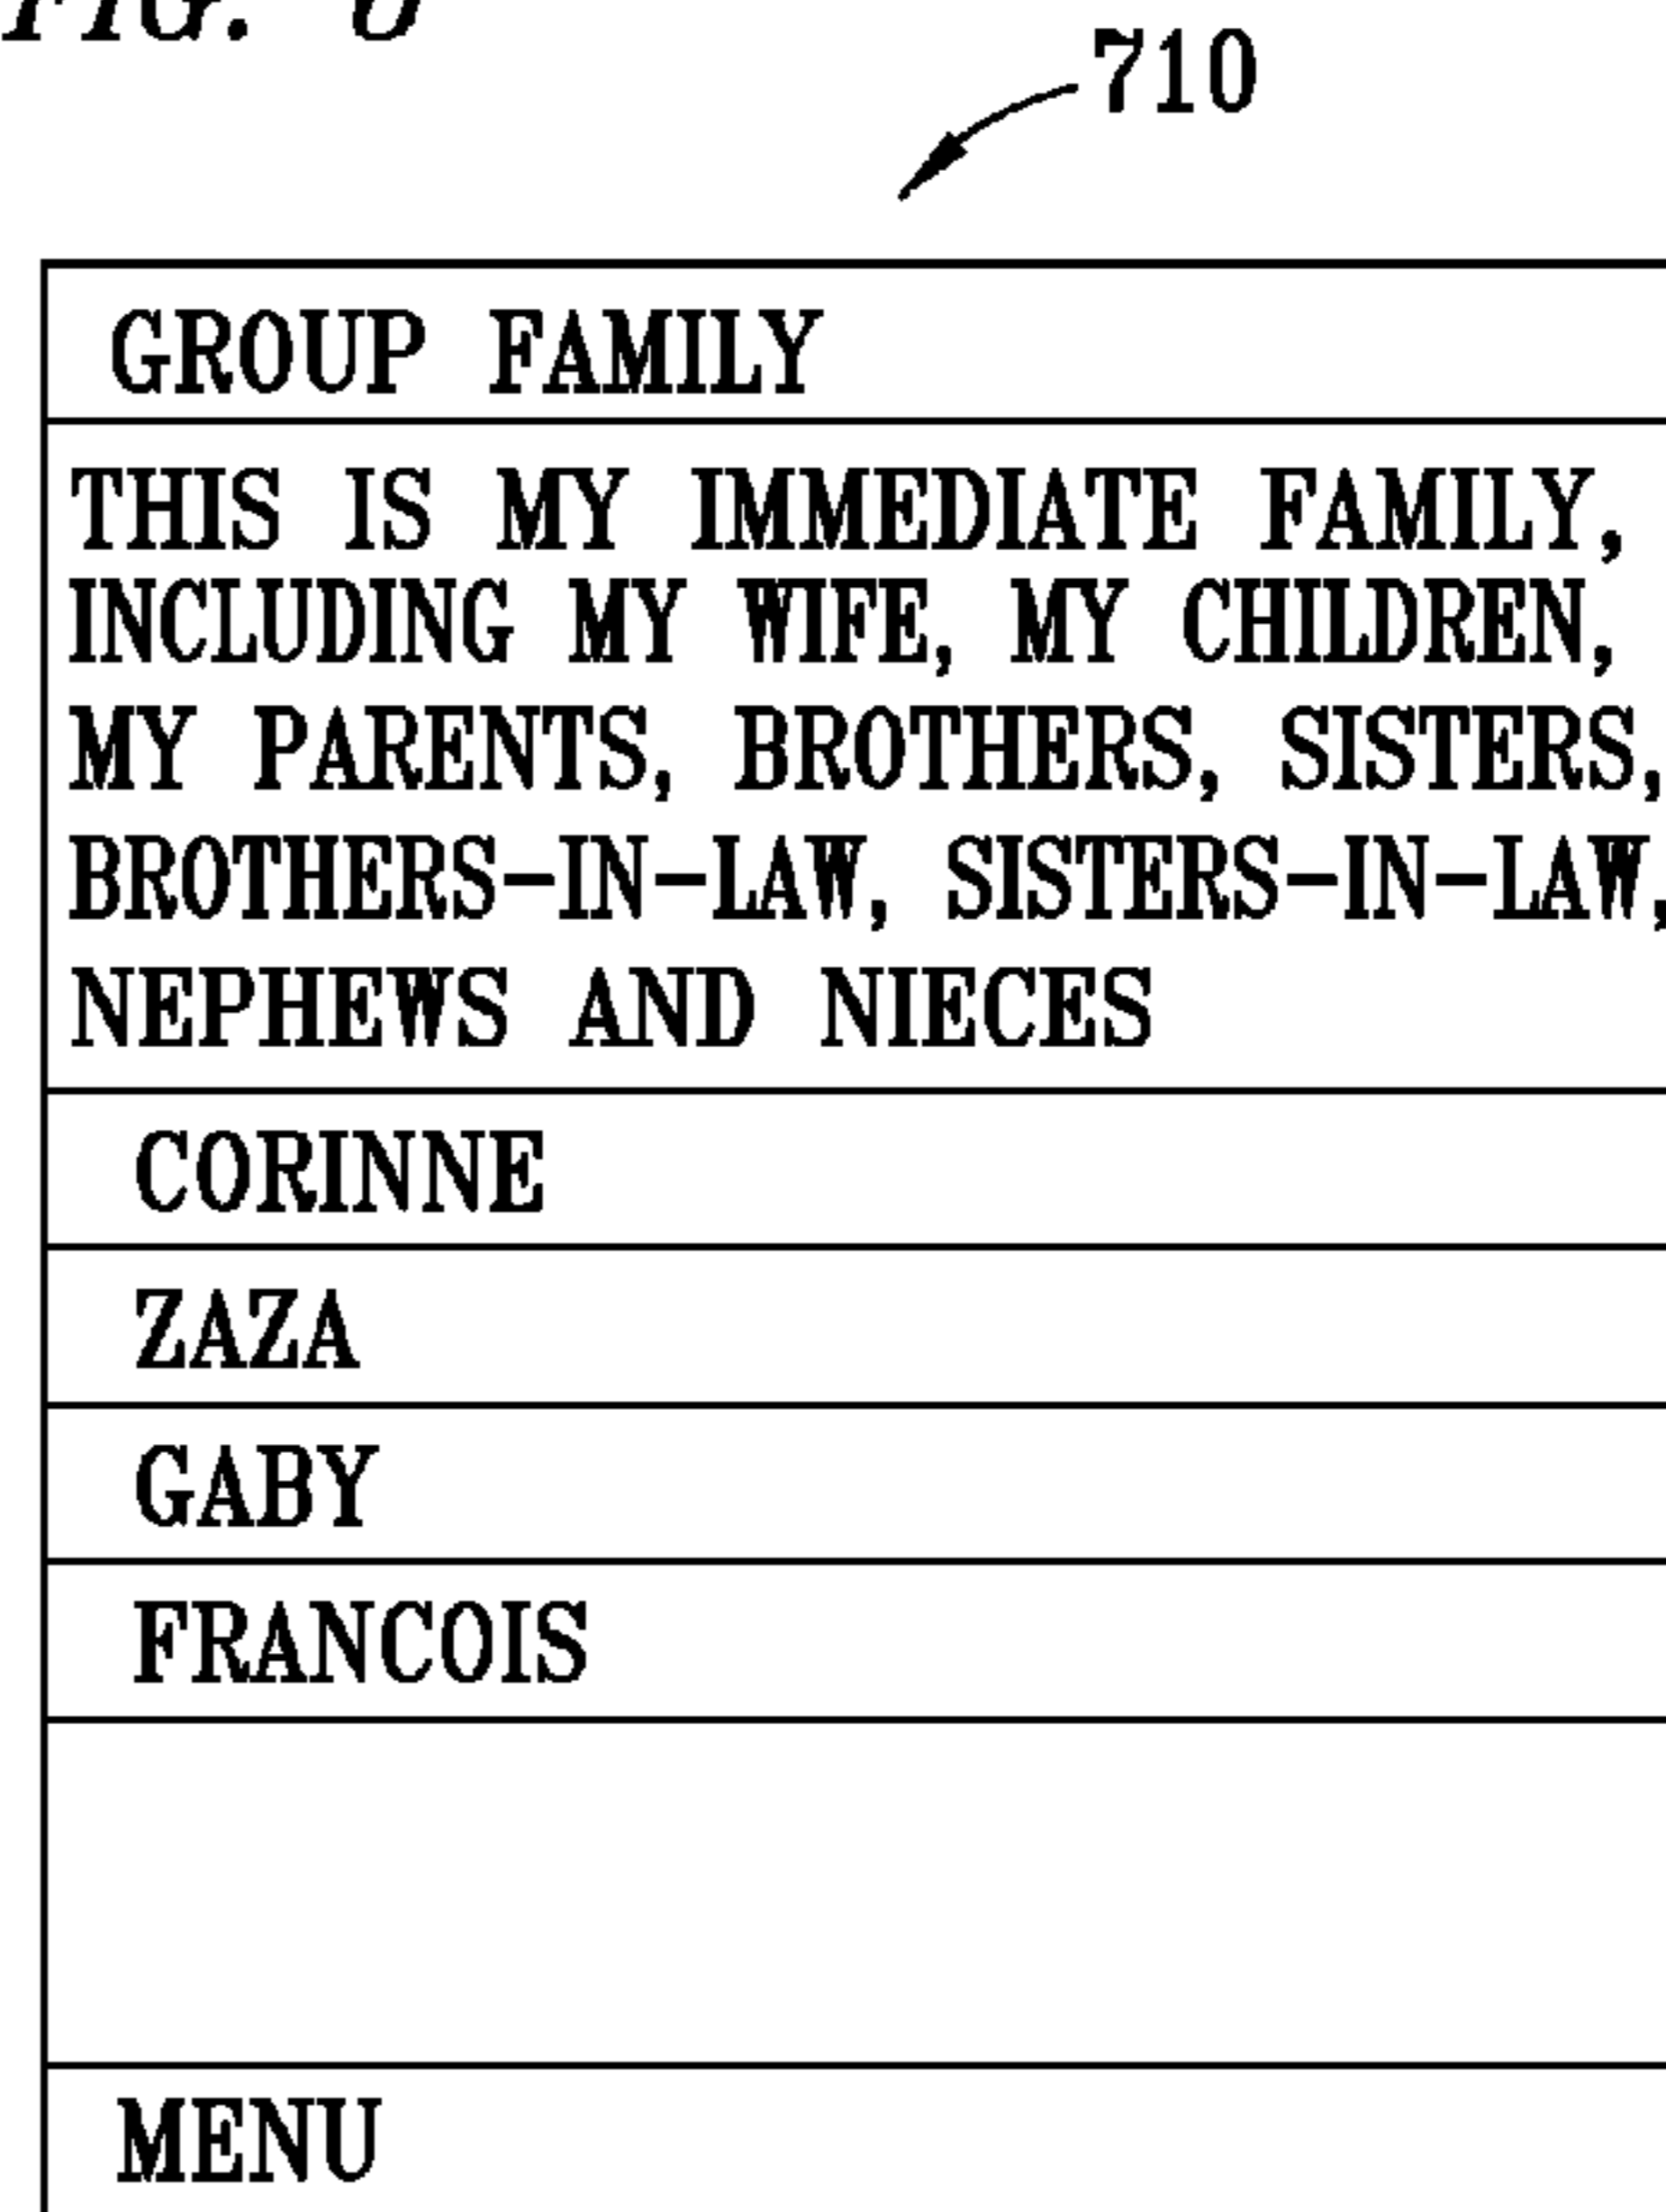 FIG.
710
GROUP FAMILY
THIS IS MY IMMEDIATE FAMILY,
INCLUDING MY WIFE, MY CHILDREN,
MY PARENTS, BROTHERS, SISTERS,
BROTHERS-IN-LAW, SISTERS-IN-LAW,
NEPHEWS AND NIECES
CORINNE
ZAZA
GABY
FRANCOIS
MENU